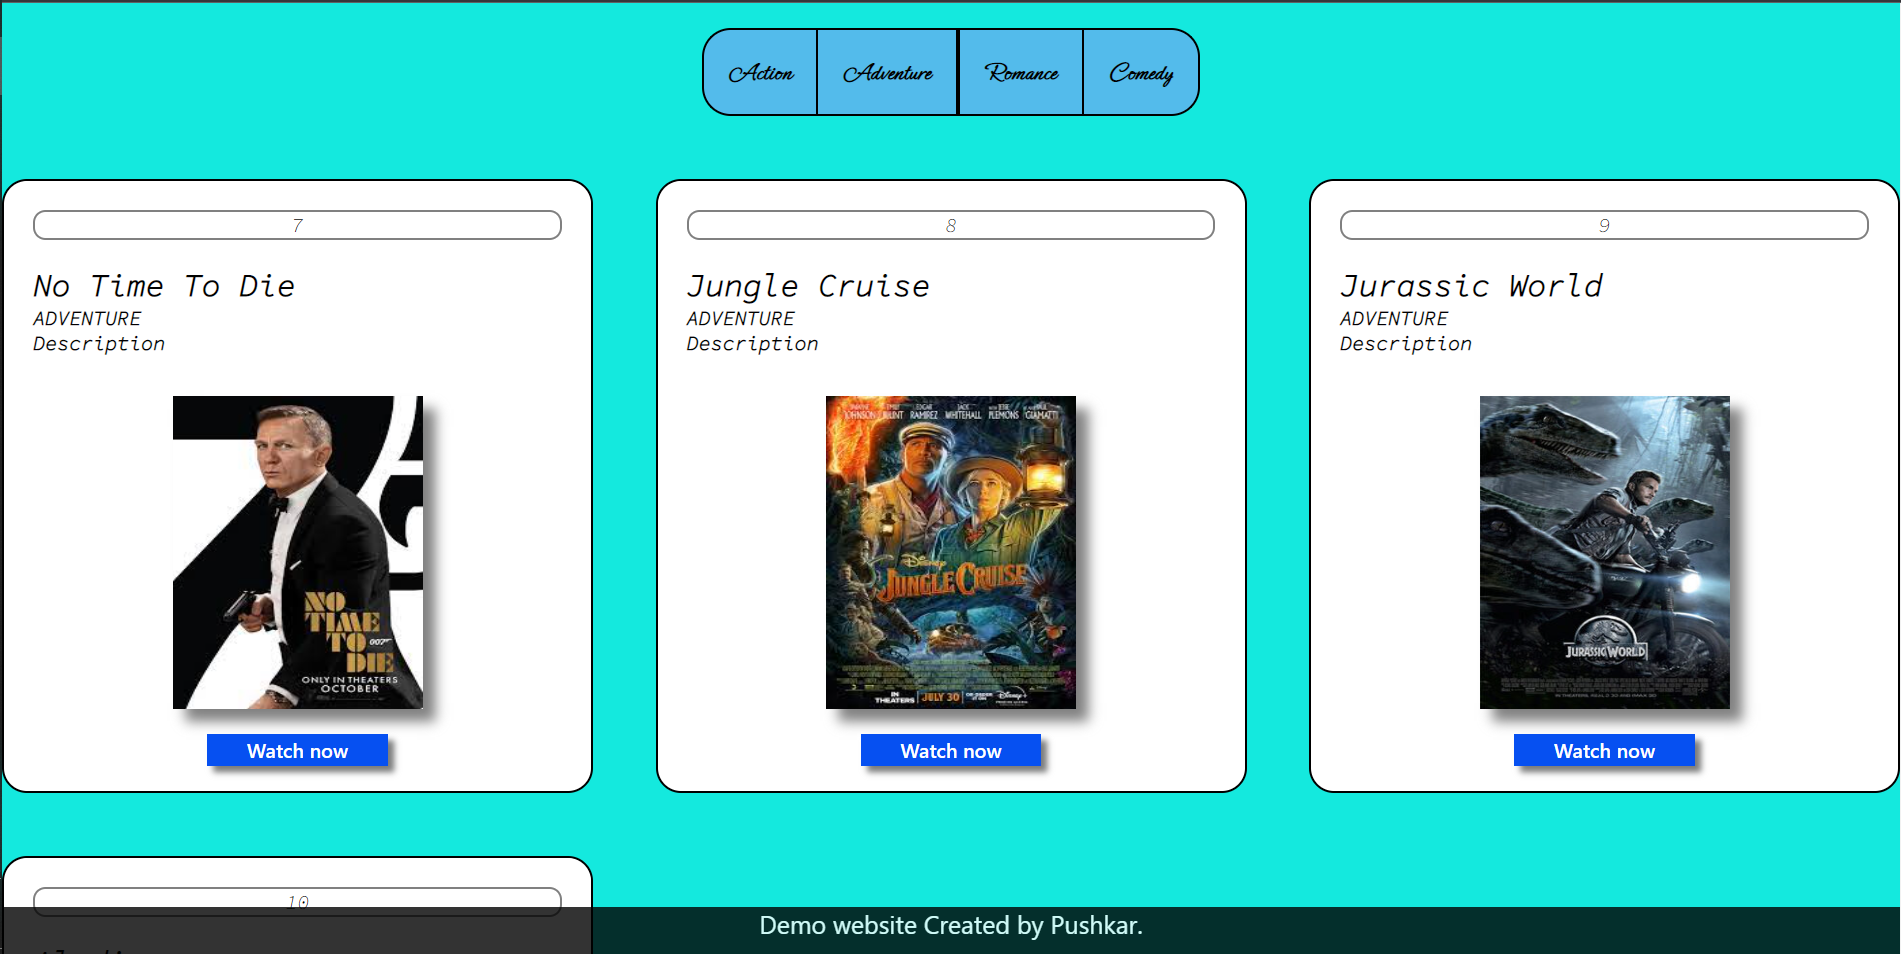 Action Adventure Romance Comedy
7
No Time To Die
ADVENTURE
Description
NO
TIME
TO 007
DIE
ONLY IN THEATERS
OCTOBER
Watch now
8
Jungle Cruise
ADVENTURE
Description
JOHNSON BLUNT EDGAR RAMIREZ JACK WHITEHALL PLEMONS GIAMATTI
Disney
JUNGLE CRUISE
IN THEATERS JULY 30 Disney+
Watch now
9
Jurassic World
ADVENTURE
Description
JURASSIC WORLD
Watch now
10
Demo website Created by Pushkar.